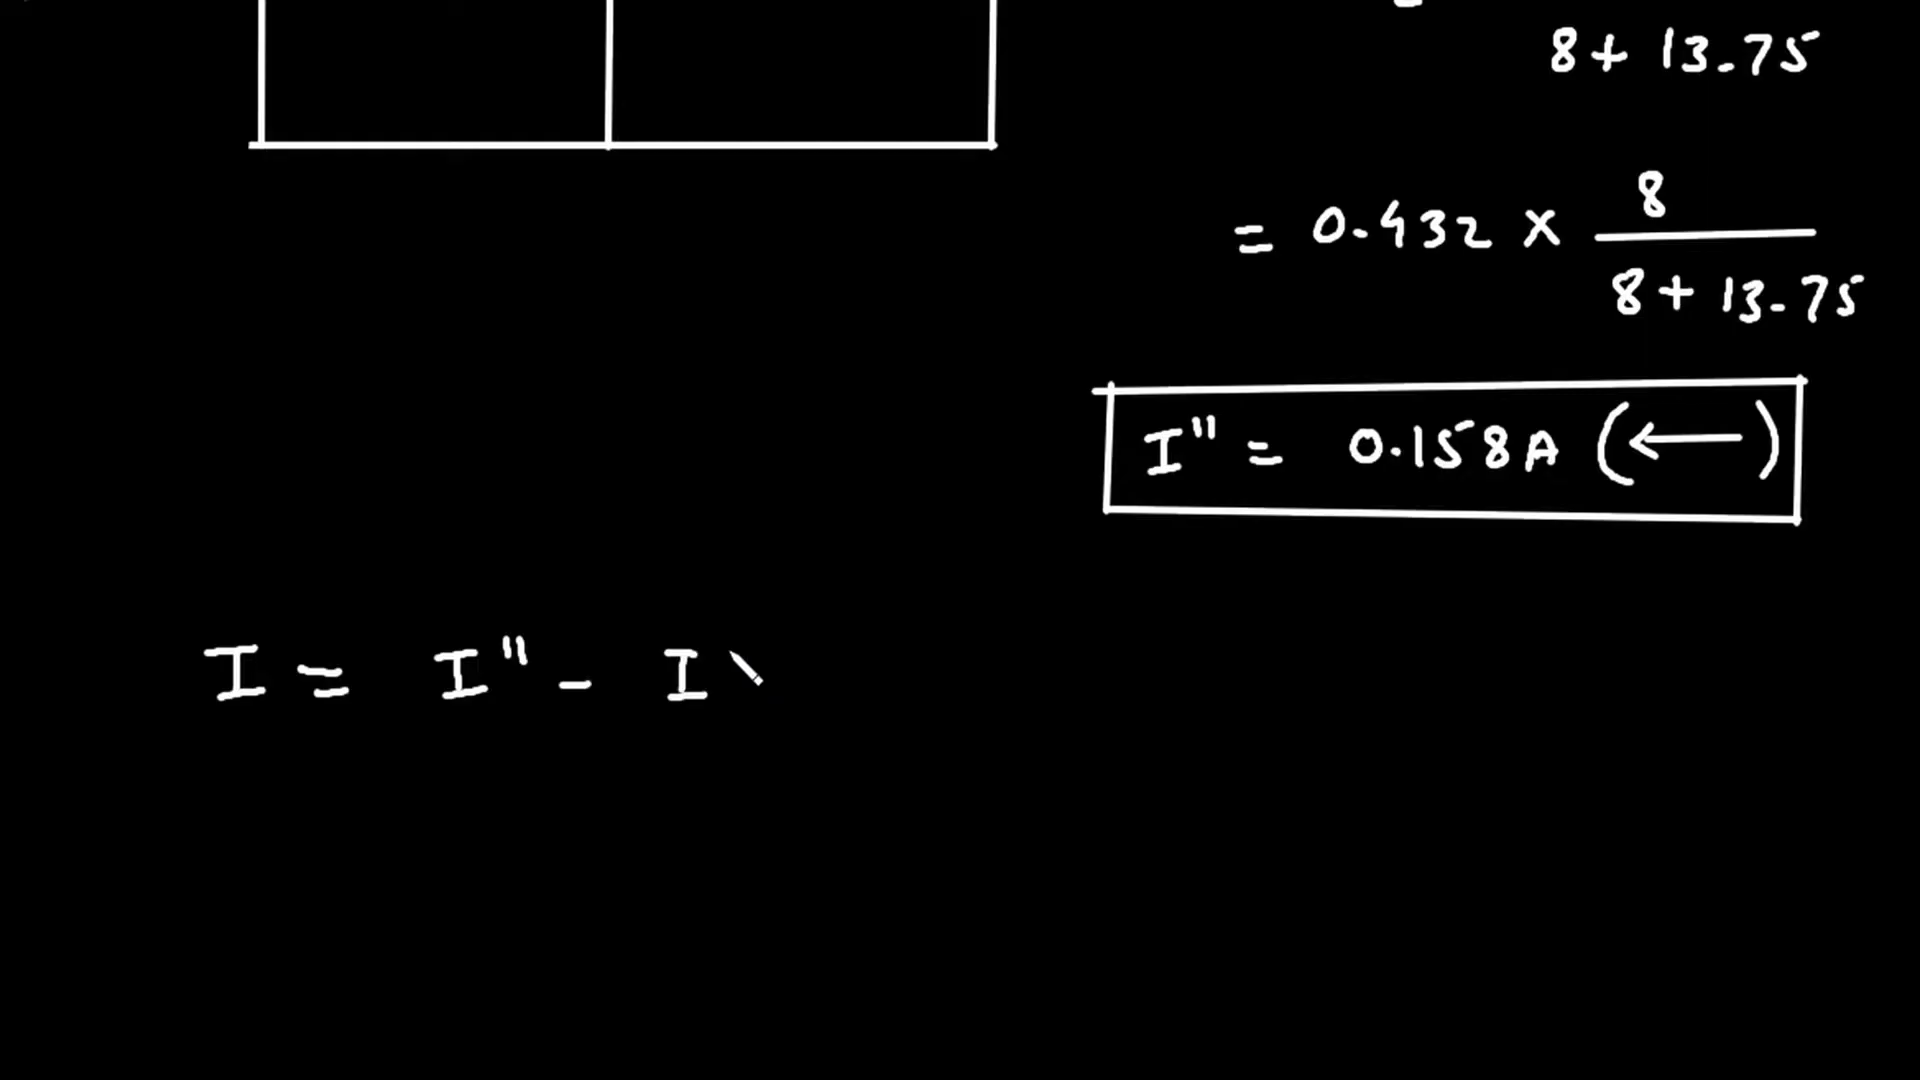 8 + 13.75
= 0.432 × 8
8 + 13.75
I" = 0.158A (←)
I = I" - I